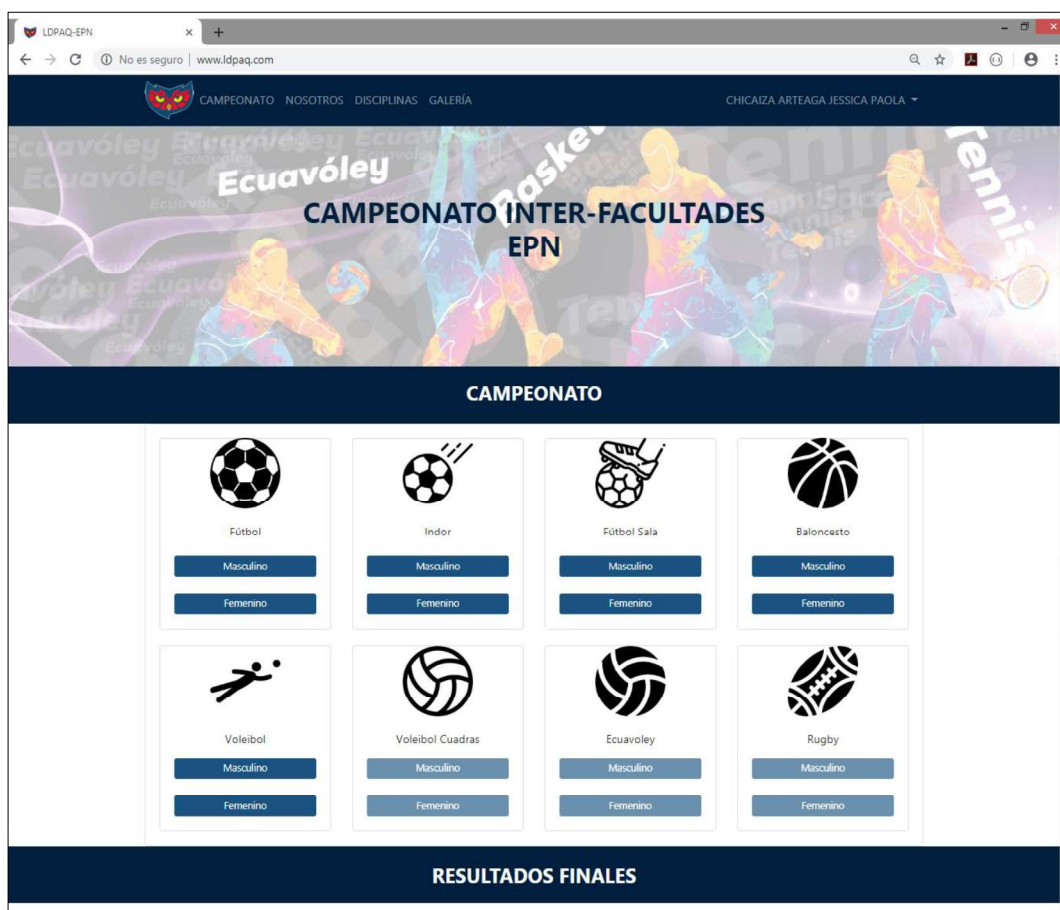 LDPAQ-EPN
No es seguro | www.ldpaq.com
CAMPEONATO NOSOTROS DISCIPLINAS GALERÍA CHICAIZA ARTEAGA JESSICA PAOLA
Ecuavóley
Basket
Tennis
CAMPEONATO INTER-FACULTADES
EPN
CAMPEONATO
Fútbol Indor Fútbol Sala Baloncesto
Masculino Masculino Masculino Masculino
Femenino Femenino Femenino Femenino
Voleibol Voleibol Cuadras Ecuavoley Rugby
Masculino Masculino Masculino Masculino
Femenino Femenino Femenino Femenino
RESULTADOS FINALES